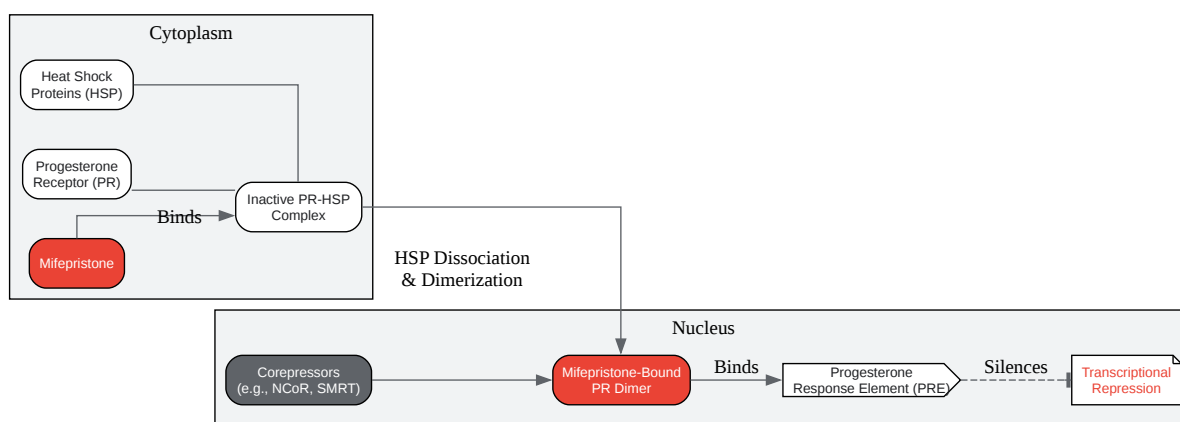 Cytoplasm
Heat Shock
Proteins (HSP)
Progesterone
Receptor (PR)
Inactive PR-HSP
Complex
Binds
Mifepristone
HSP Dissociation
& Dimerization
Nucleus
Corepressors
(e.g., NCoR, SMRT)
Mifepristone-Bound
PR Dimer
Binds
Progesterone
Response Element (PRE)
Silences
Transcriptional
Repression